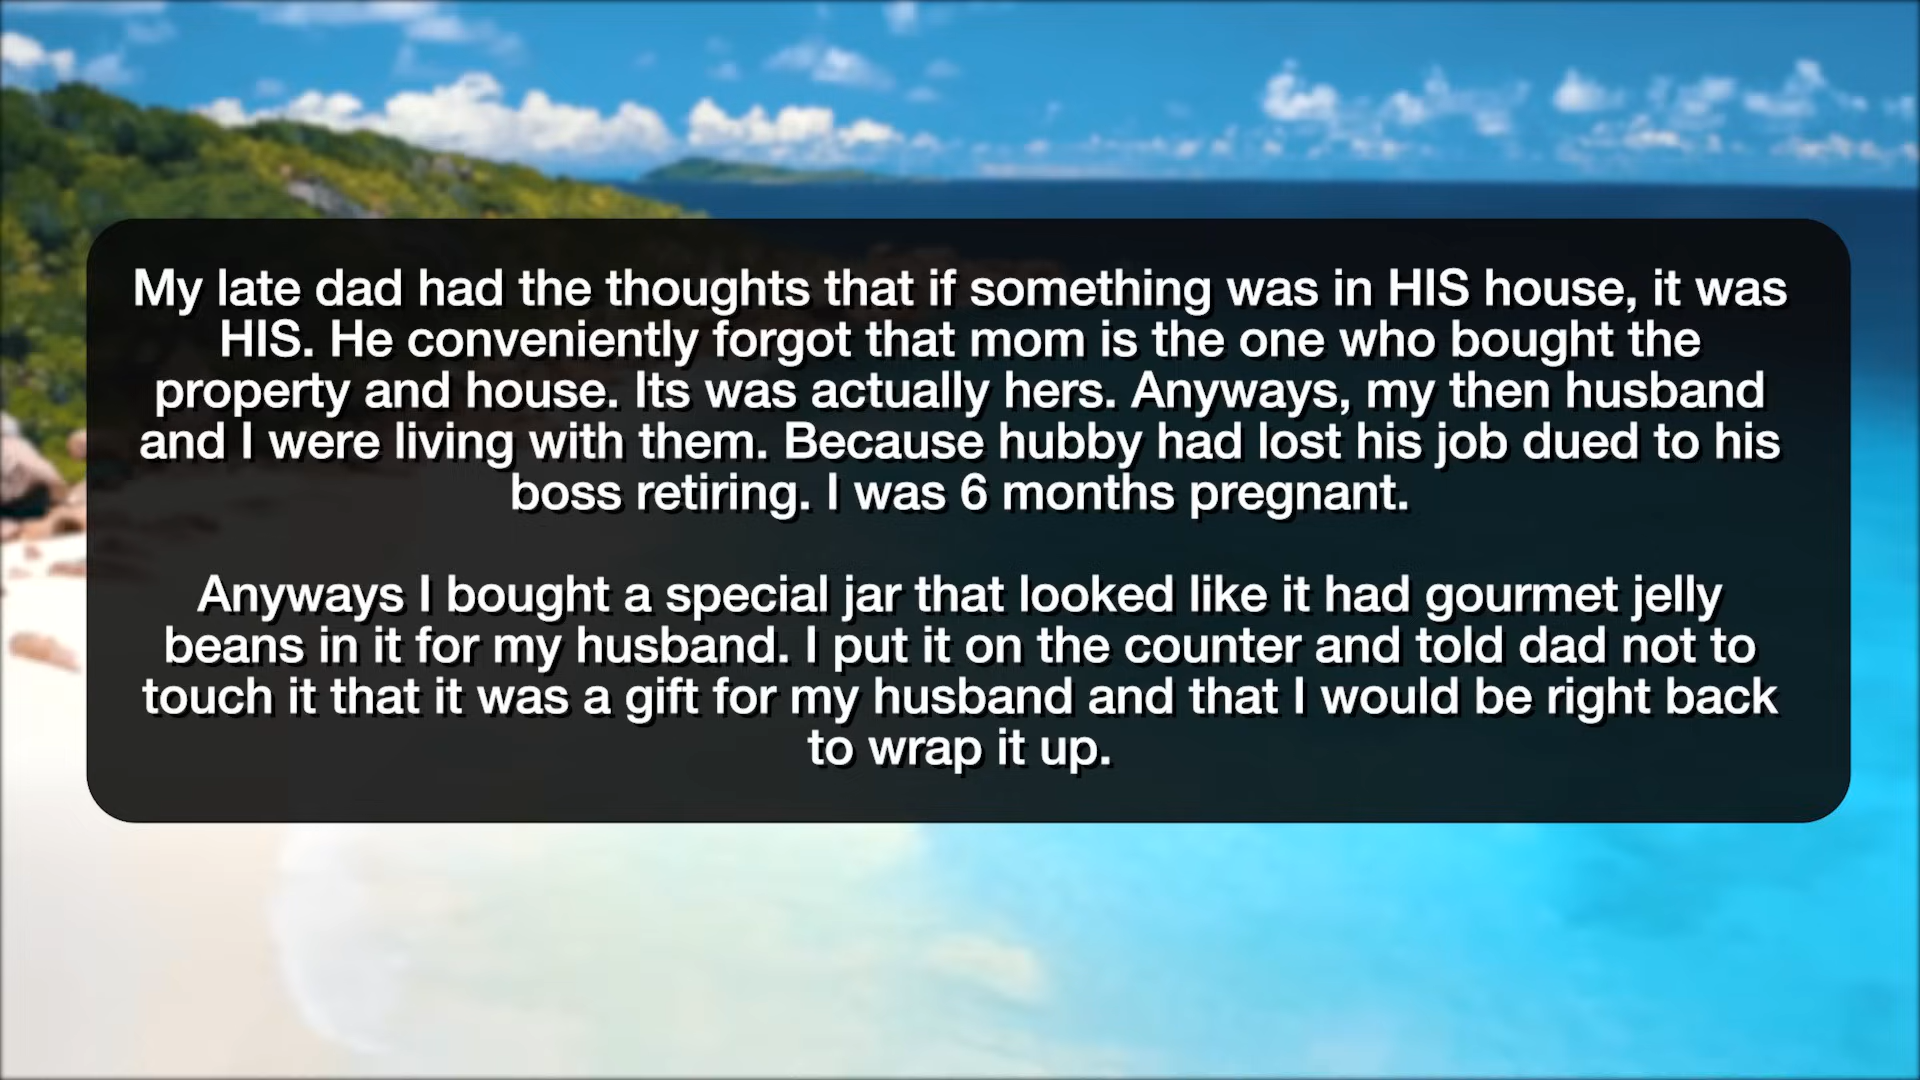 My late dad had the thoughts that if something was in HIS house, it was
HIS. He conveniently forgot that mom is the one who bought the
property and house. Its was actually hers. Anyways, my then husband
and I were living with them. Because hubby had lost his job dued to his
boss retiring. I was 6 months pregnant.
Anyways I bought a special jar that looked like it had gourmet jelly
beans in it for my husband. I put it on the counter and told dad not to
touch it that it was a gift for my husband and that I would be right back
to wrap it up.